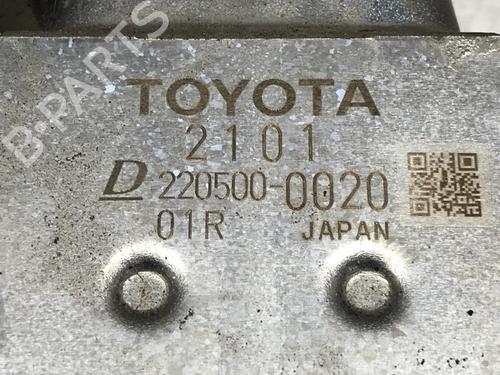 B-PARTS
TOYOTA
2101
D 220500-0020
01R JAPAN